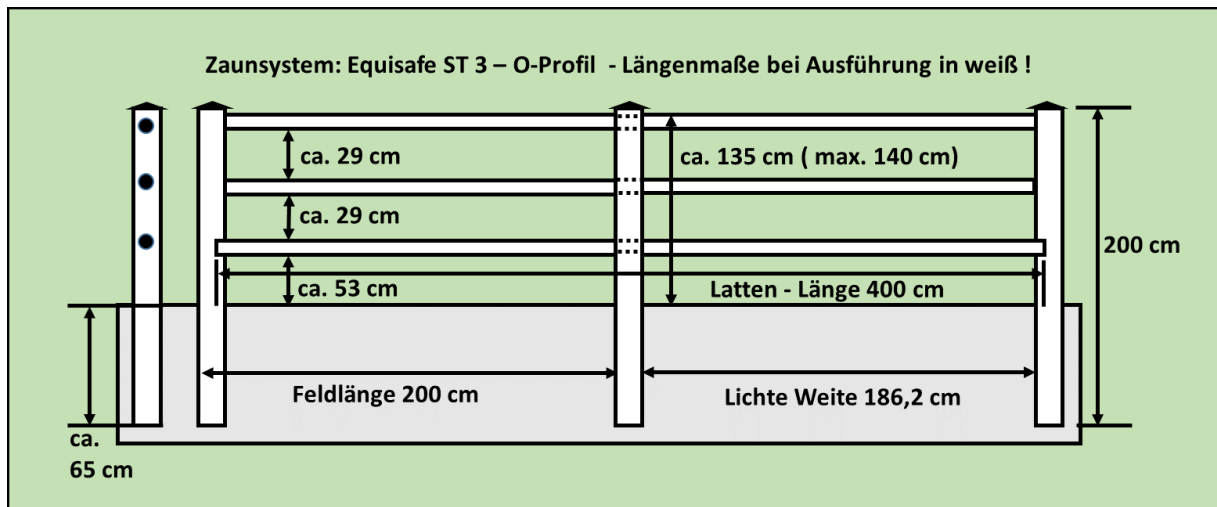 Zaunsystem: Equisafe ST 3 – O-Profil - Längenmaße bei Ausführung in weiß !
ca. 29 cm
ca. 135 cm ( max. 140 cm)
ca. 29 cm
200 cm
ca. 53 cm
Latten - Länge 400 cm
Feldlänge 200 cm
Lichte Weite 186,2 cm
ca.
65 cm